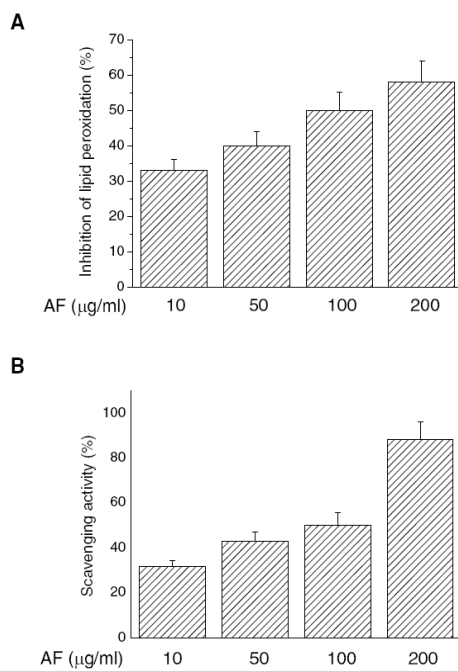 A
Inhibition of lipid peroxidation (%)
70
60
50
40
30
20
10
0
AF (μg/ml) 10 50 100 200
B
Scavenging activity (%)
100
80
60
40
20
0
AF (μg/ml) 10 50 100 200